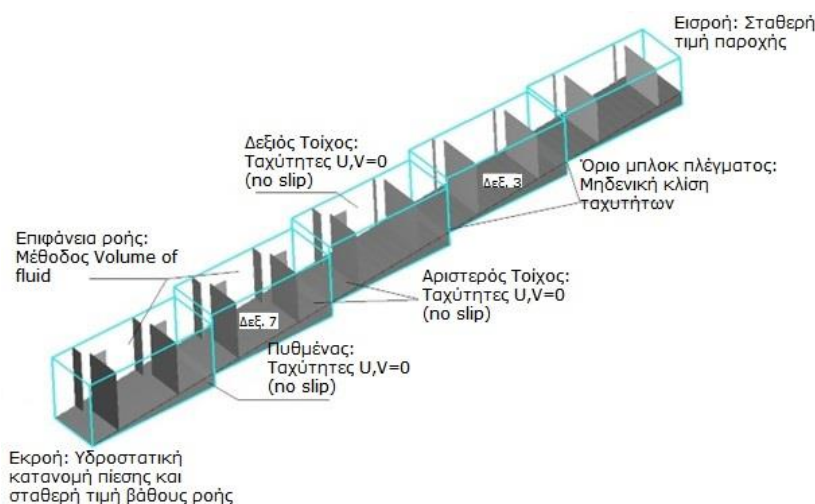 Εισροή: Σταθερή
τιμή παροχής
Δεξιός Τοίχος:
Ταχύτητες U,V=0
(no slip)
Δεξ. 3
Όριο μπλοκ πλέγματος:
Μηδενική κλίση
ταχυτήτων
Επιφάνεια ροής:
Μέθοδος Volume of
fluid
Αριστερός Τοίχος:
Ταχύτητες U,V=0
(no slip)
Δεξ. 7
Πυθμένας:
Ταχύτητες U,V=0
(no slip)
Εκροή: Υδροστατική
κατανομή πίεσης και
σταθερή τιμή βάθους ροής